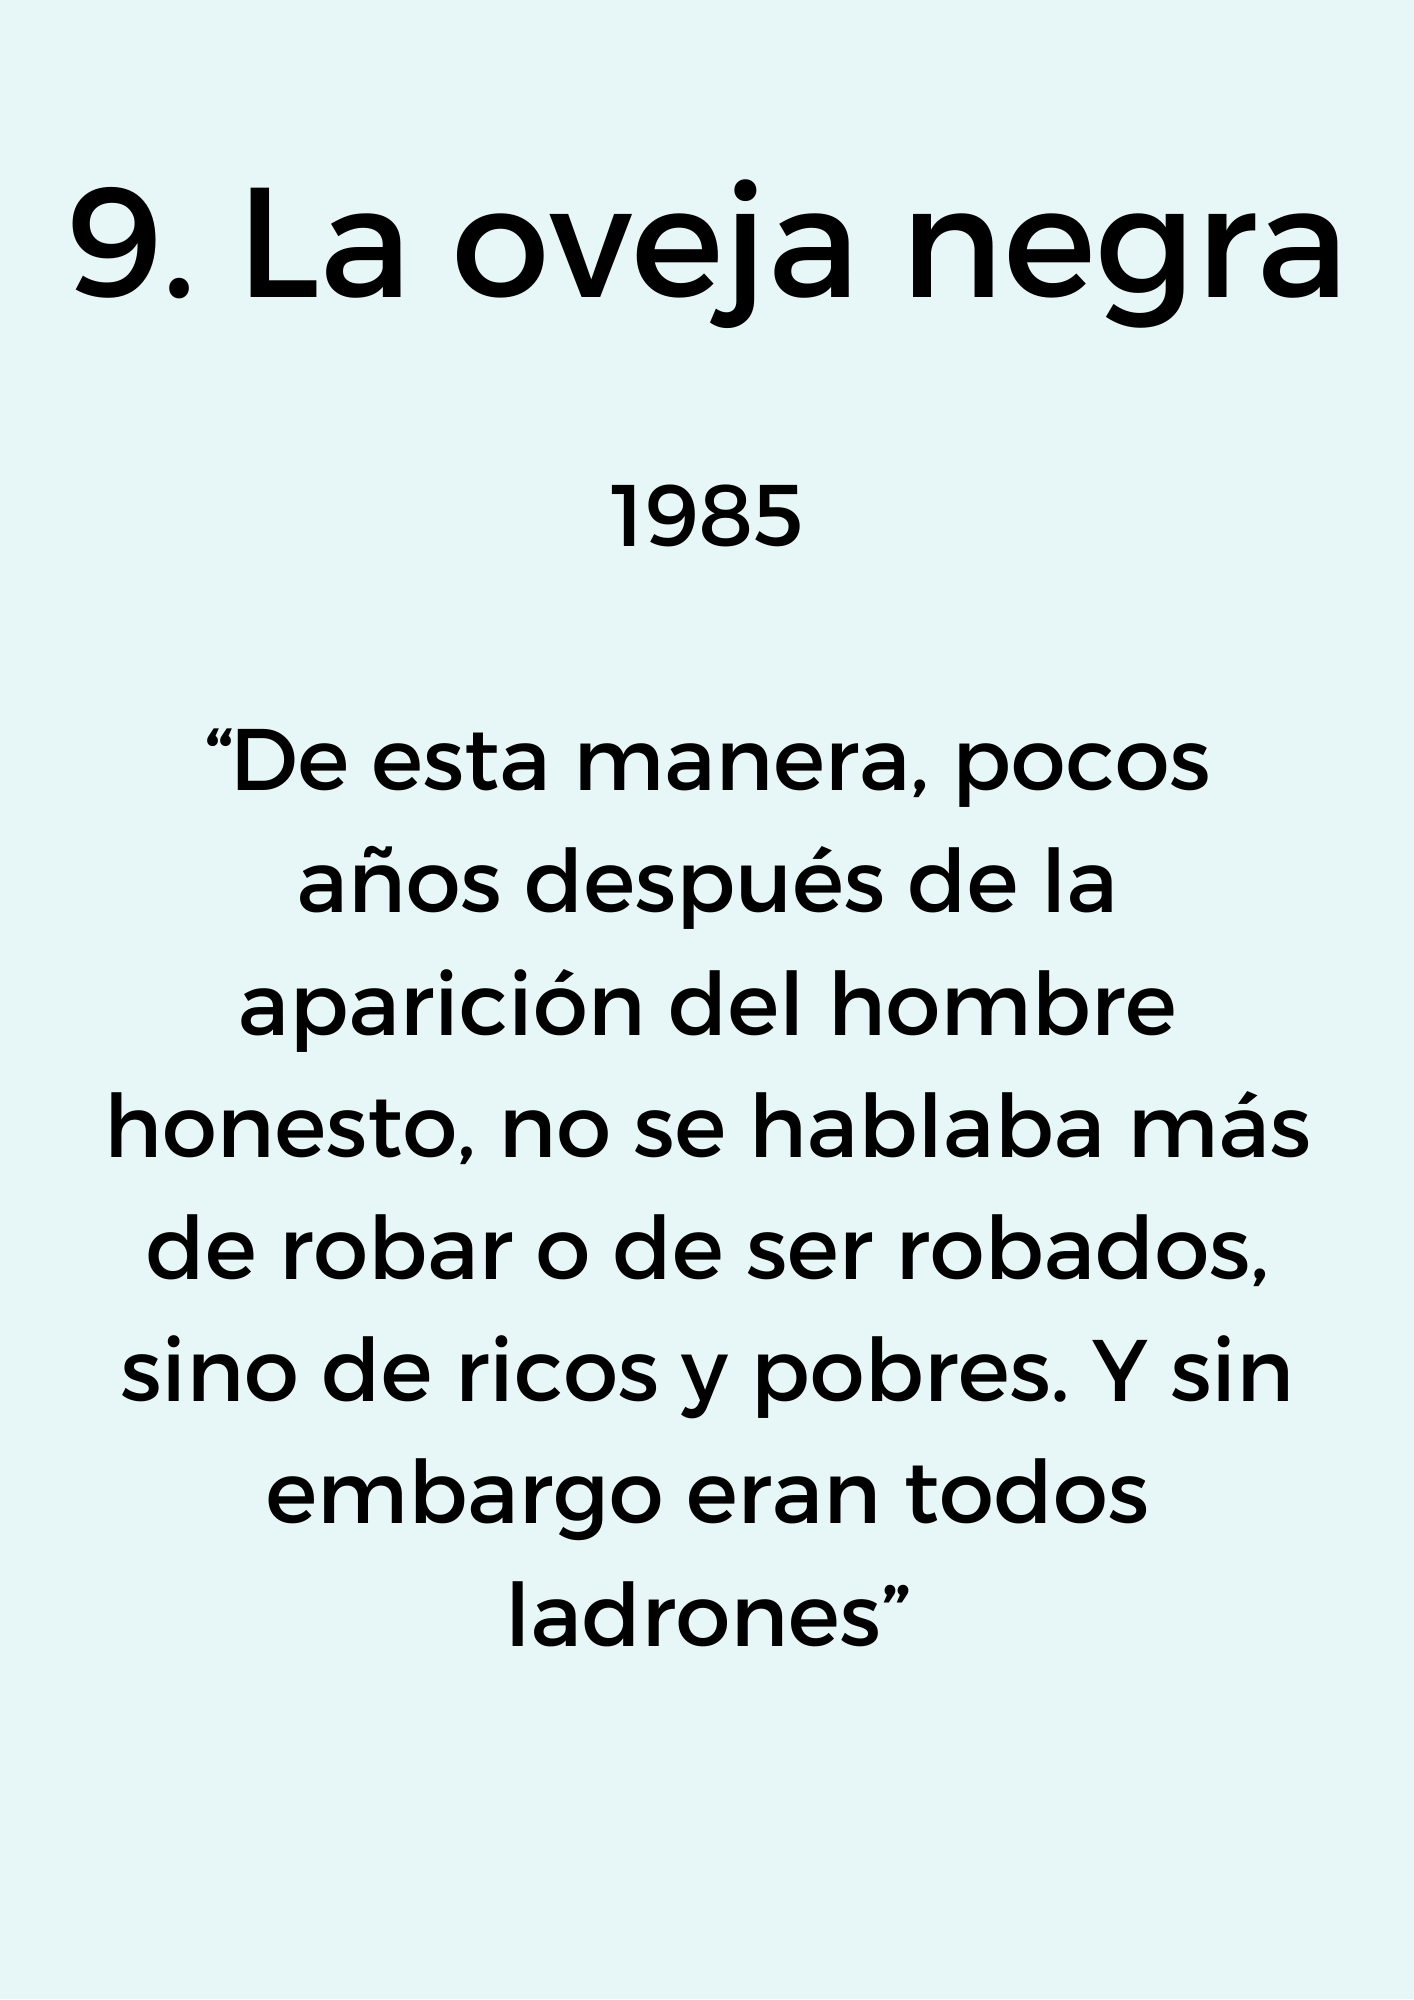 9. La oveja negra
1985
“De esta manera, pocos
años después de la
aparición del hombre
honesto, no se hablaba más
de robar o de ser robados,
sino de ricos y pobres. Y sin
embargo eran todos
ladrones”